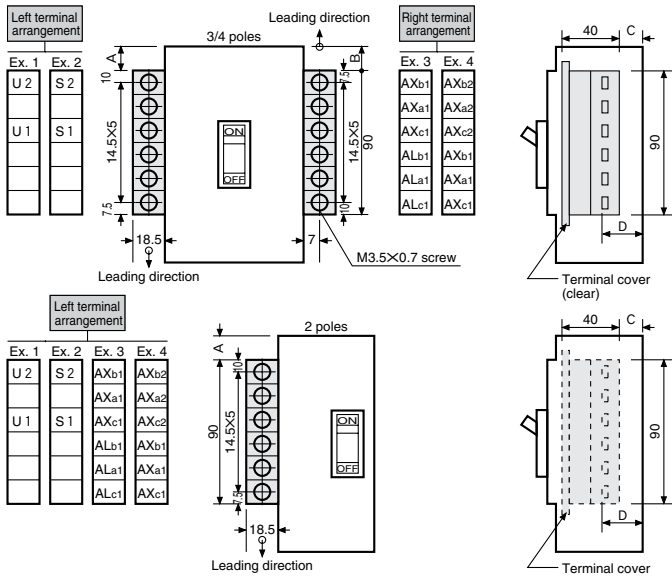 Left terminal
arrangement
Ex. 1 Ex. 2
U 2 S 2
U 1 S 1
3/4 poles
Leading direction
A
B
10
14.5×5
7.5
ON
OFF
7.5
14.5×5
90
10
18.5
7
Leading direction
M3.5×0.7 screw
Right terminal
arrangement
Ex. 3 Ex. 4
AXb1 AXb2
AXa1 AXa2
AXc1 AXc2
ALb1 AXb1
ALa1 AXa1
ALc1 AXc1
40
C
90
D
Terminal cover
(clear)
Left terminal
arrangement
Ex. 1 Ex. 2 Ex. 3 Ex. 4
U 2 S 2 AXb1 AXb2
AXa1 AXa2
U 1 S 1 AXc1 AXc2
ALb1 AXb1
ALa1 AXa1
ALc1 AXc1
2 poles
A
10
90
14.5×5
7.5
ON
OFF
18.5
Leading direction
40
C
90
D
Terminal cover